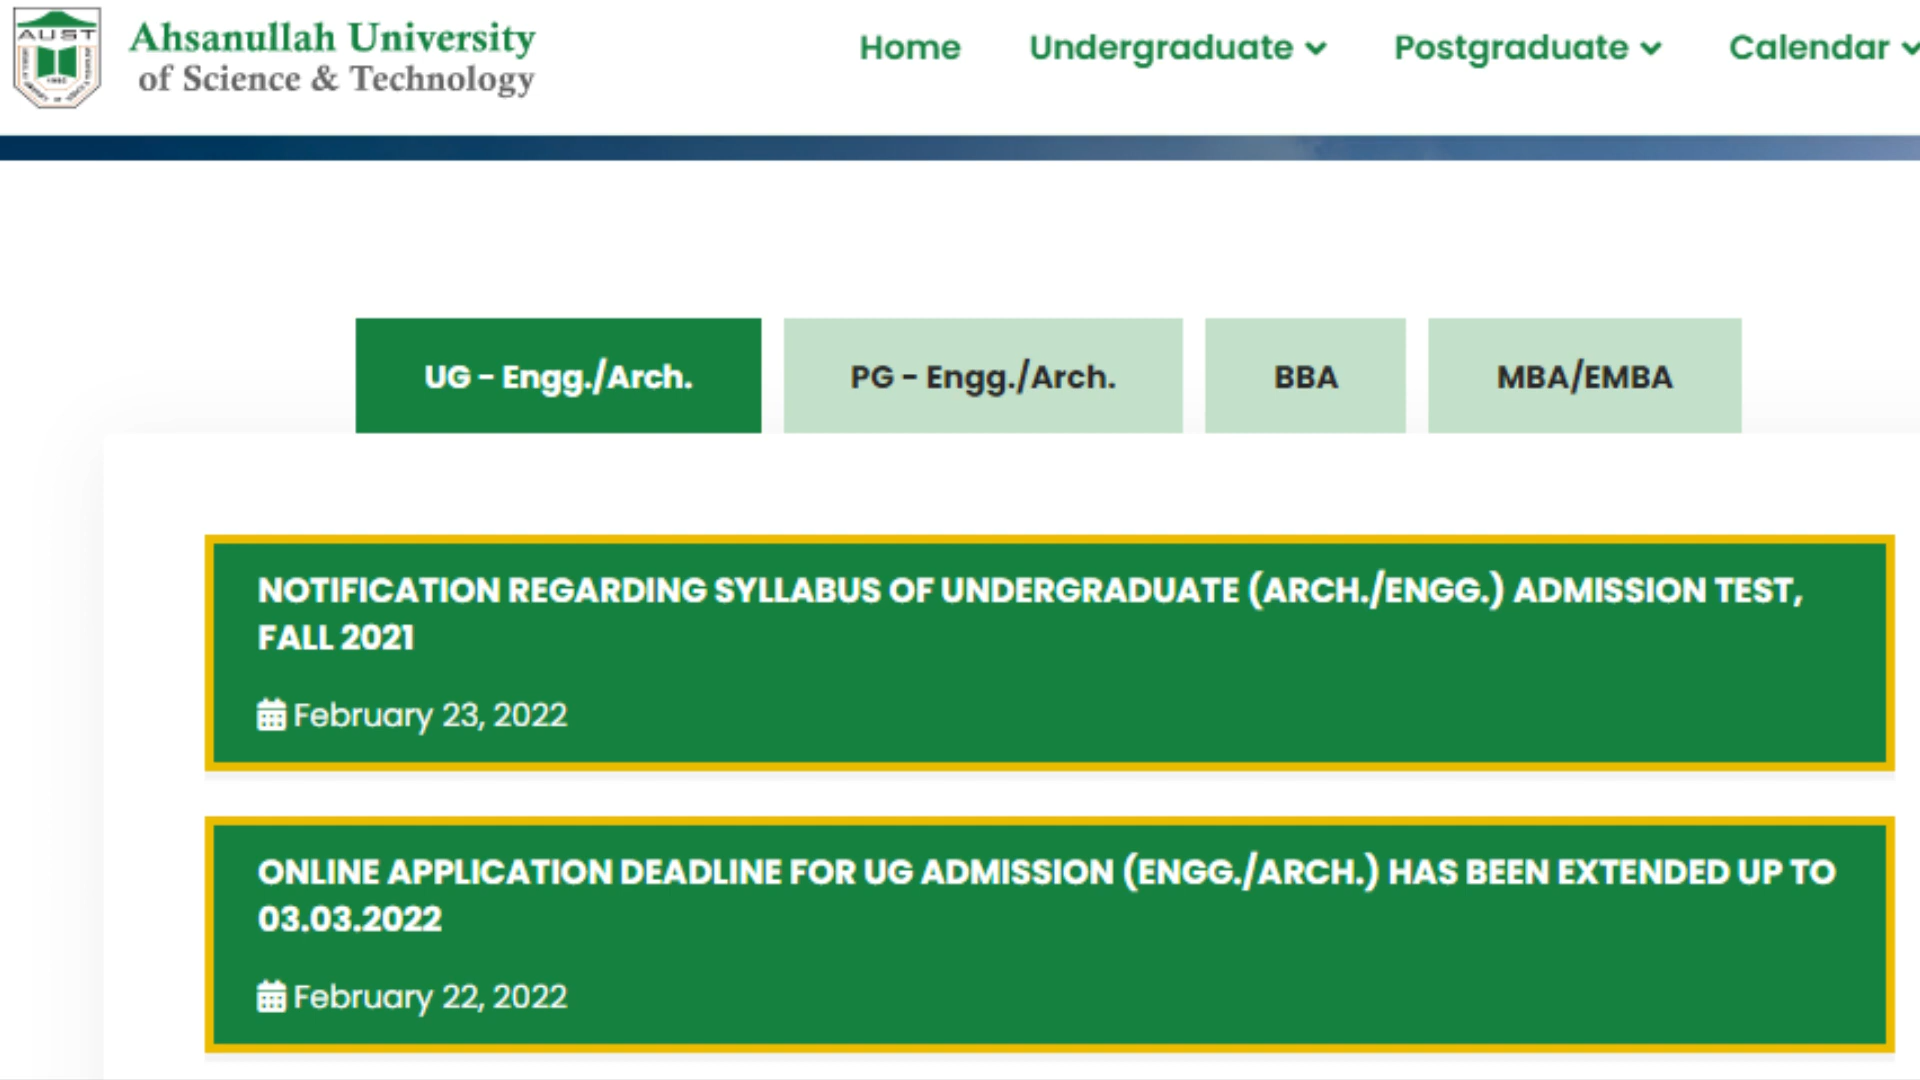 AUST
Ahsanullah University
of Science & Technology
Home Undergraduate Postgraduate Calendar
UG - Engg./Arch. PG - Engg./Arch. BBA MBA/EMBA
NOTIFICATION REGARDING SYLLABUS OF UNDERGRADUATE (ARCH./ENGG.) ADMISSION TEST,
FALL 2021
February 23, 2022
ONLINE APPLICATION DEADLINE FOR UG ADMISSION (ENGG./ARCH.) HAS BEEN EXTENDED UP TO
03.03.2022
February 22, 2022